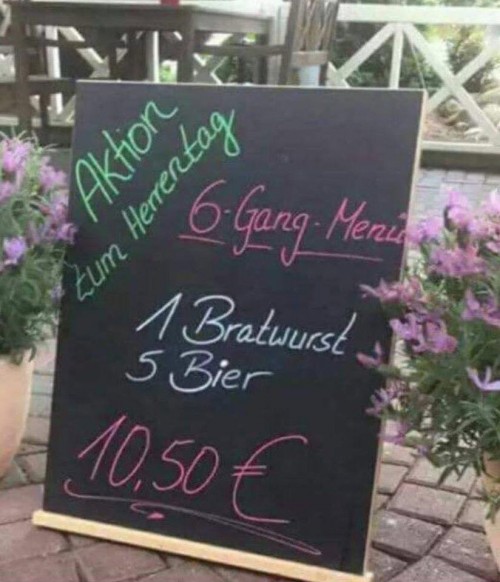 Aktion
zum Herrentag
6-Gang-Menü
1 Bratwurst
5 Bier
10,50 €